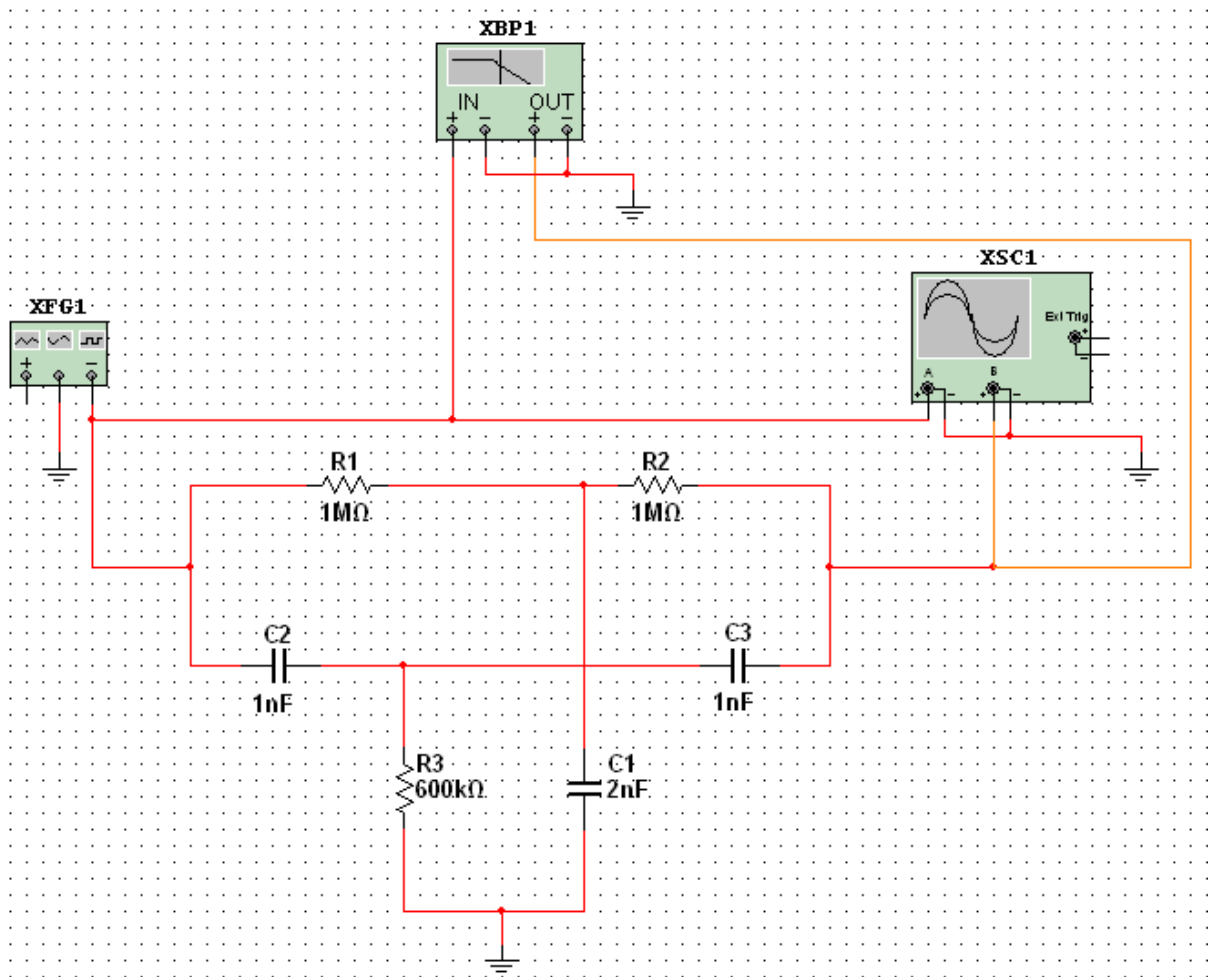 XBP1
IN OUT
+ − + −
XSC1
Ext Trig
+
−
A B
+ − + −
XFG1
+ −
R1
1MΩ
R2
1MΩ
C2
1nF
C3
1nF
R3
600kΩ
C1
2nF